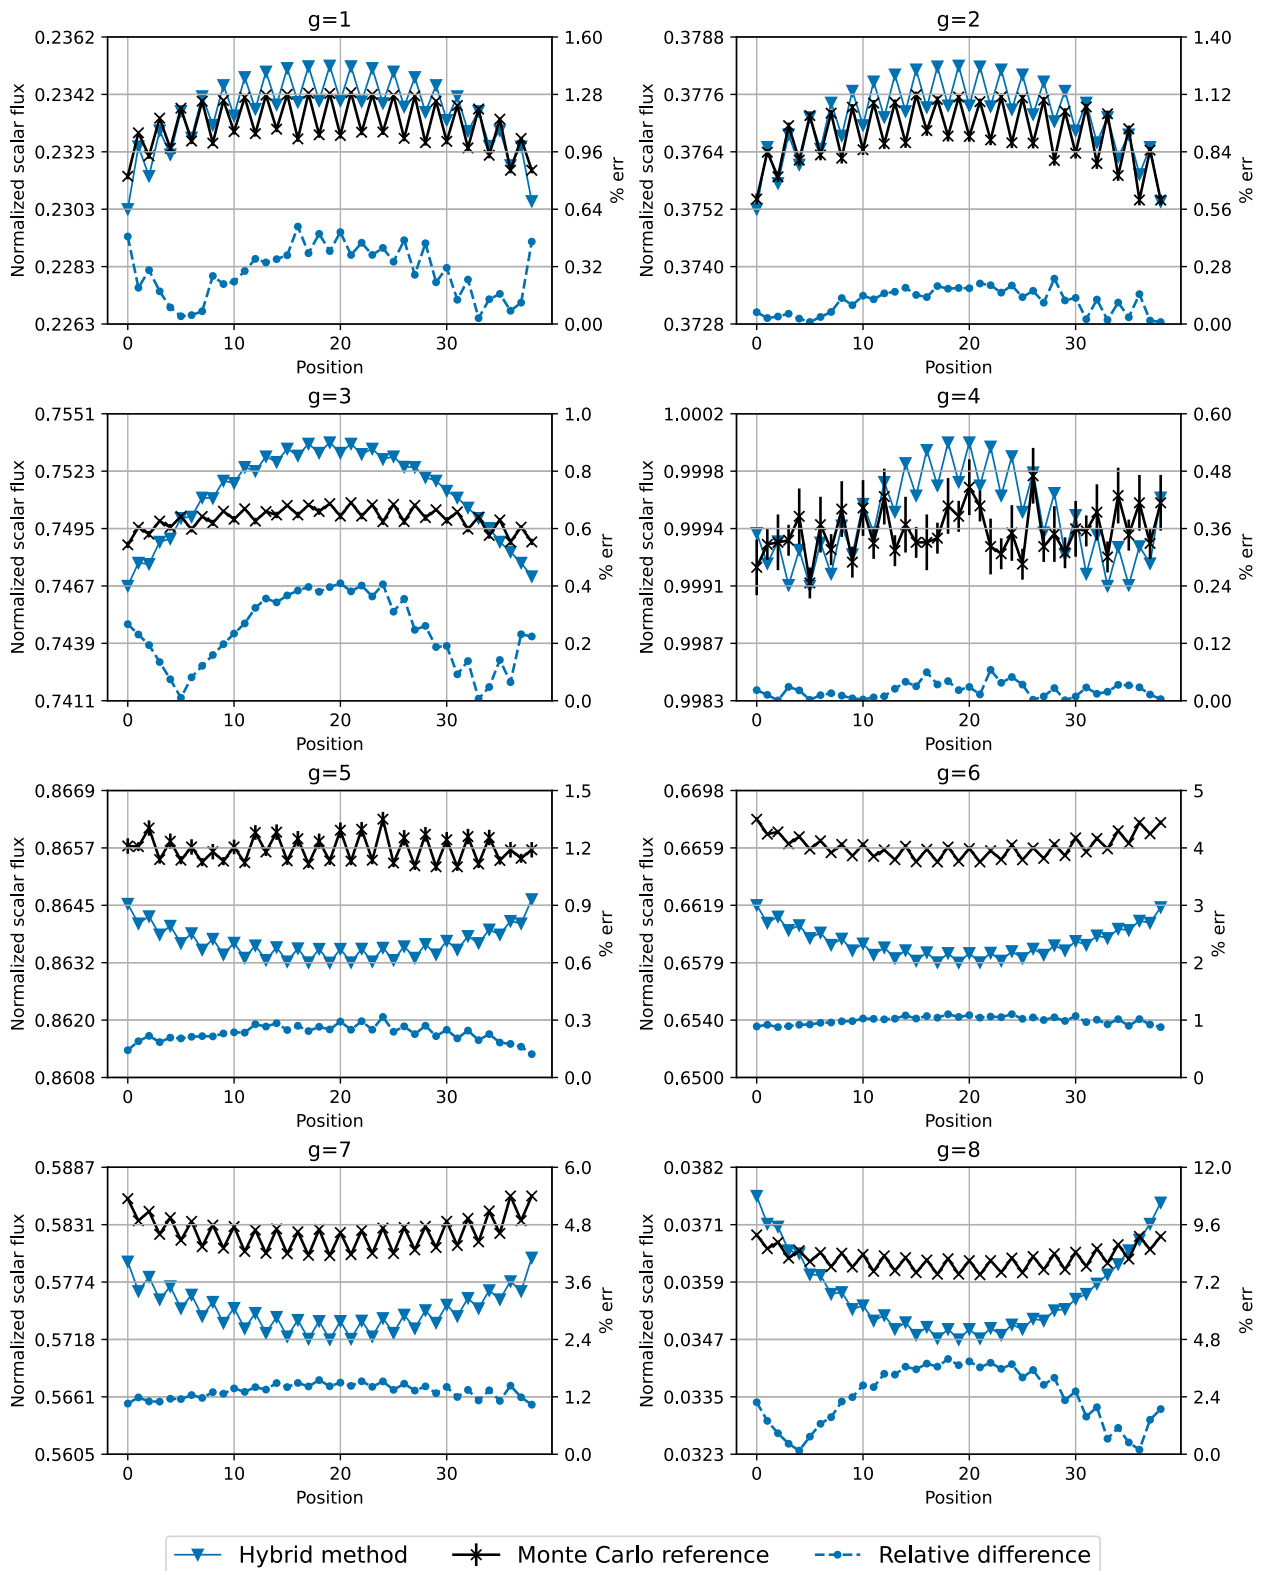 g=1
g=2
0.2362
0.2342
0.2323
0.2303
0.2283
0.2263
Normalized scalar flux
1.60
1.28
0.96
0.64
0.32
0.00
% err
0 10 20 30
Position
0.3788
0.3776
0.3764
0.3752
0.3740
0.3728
Normalized scalar flux
1.40
1.12
0.84
0.56
0.28
0.00
% err
0 10 20 30
Position
g=3
g=4
0.7551
0.7523
0.7495
0.7467
0.7439
0.7411
Normalized scalar flux
1.0
0.8
0.6
0.4
0.2
0.0
% err
0 10 20 30
Position
1.0002
0.9998
0.9994
0.9991
0.9987
0.9983
Normalized scalar flux
0.60
0.48
0.36
0.24
0.12
0.00
% err
0 10 20 30
Position
g=5
g=6
0.8669
0.8657
0.8645
0.8632
0.8620
0.8608
Normalized scalar flux
1.5
1.2
0.9
0.6
0.3
0.0
% err
0 10 20 30
Position
0.6698
0.6659
0.6619
0.6579
0.6540
0.6500
Normalized scalar flux
5
4
3
2
1
0
% err
0 10 20 30
Position
g=7
g=8
0.5887
0.5831
0.5774
0.5718
0.5661
0.5605
Normalized scalar flux
6.0
4.8
3.6
2.4
1.2
0.0
% err
0 10 20 30
Position
0.0382
0.0371
0.0359
0.0347
0.0335
0.0323
Normalized scalar flux
12.0
9.6
7.2
4.8
2.4
0.0
% err
0 10 20 30
Position
Hybrid method Monte Carlo reference Relative difference